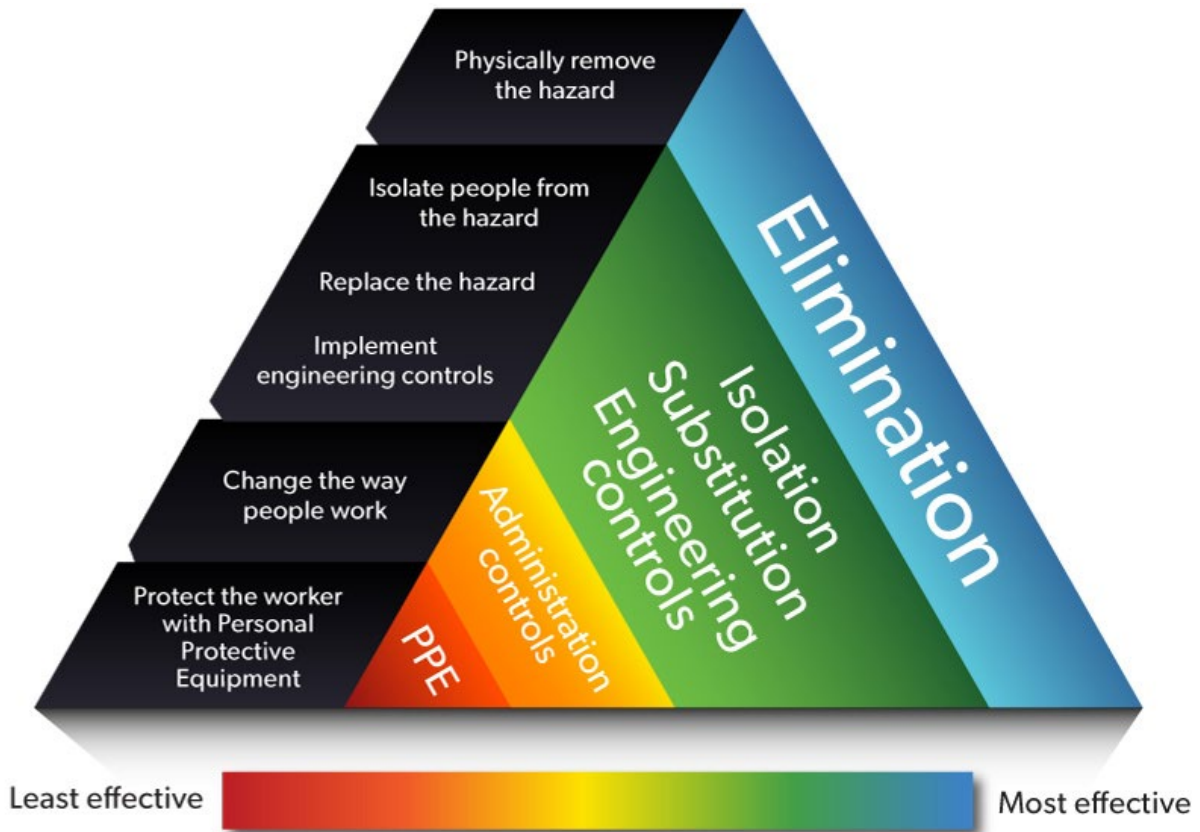 Physically remove
the hazard
Isolate people from
the hazard
Replace the hazard
Implement
engineering controls
Change the way
people work
Protect the worker
with Personal
Protective
Equipment
Elimination
Isolation
Substitution
Engineering
controls
Administration
controls
PPE
Least effective
Most effective